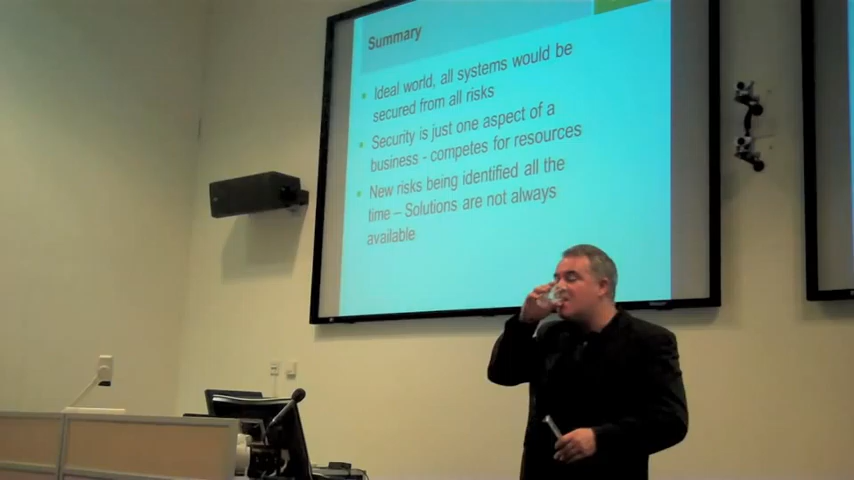 Summary
Ideal world, all systems would be
secured from all risks
Security is just one aspect of a
business - competes for resources
New risks being identified all the
time – Solutions are not always
available